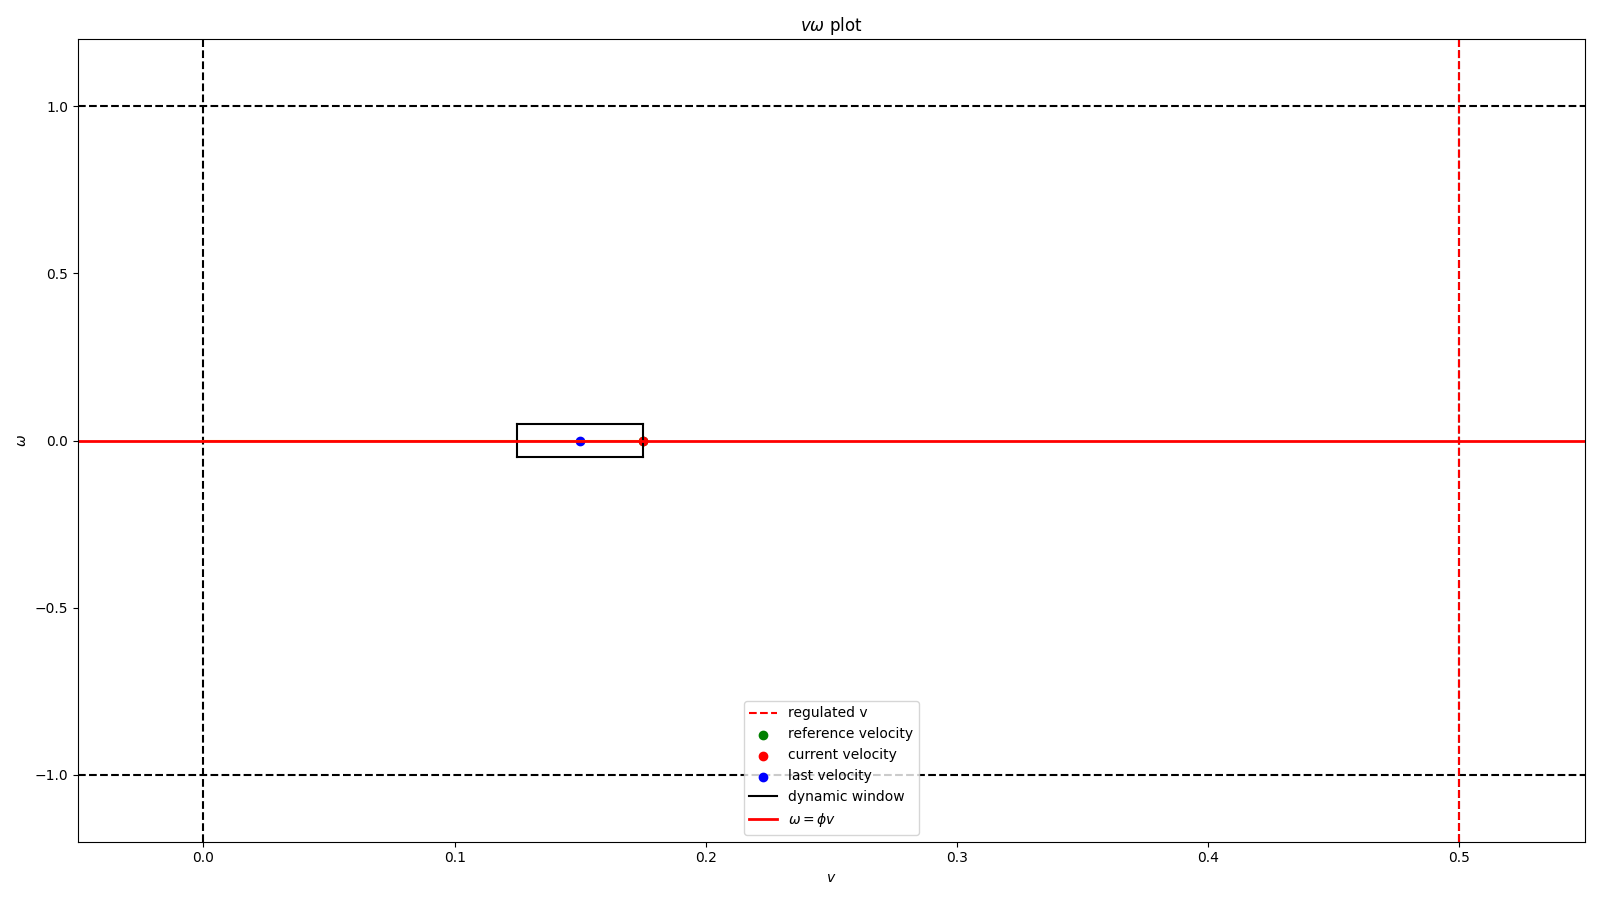 vω plot
1.0
0.5
0.0
−0.5
−1.0
ω
regulated v
reference velocity
current velocity
last velocity
dynamic window
ω = ϕv
0.0 0.1 0.2 0.3 0.4 0.5
v